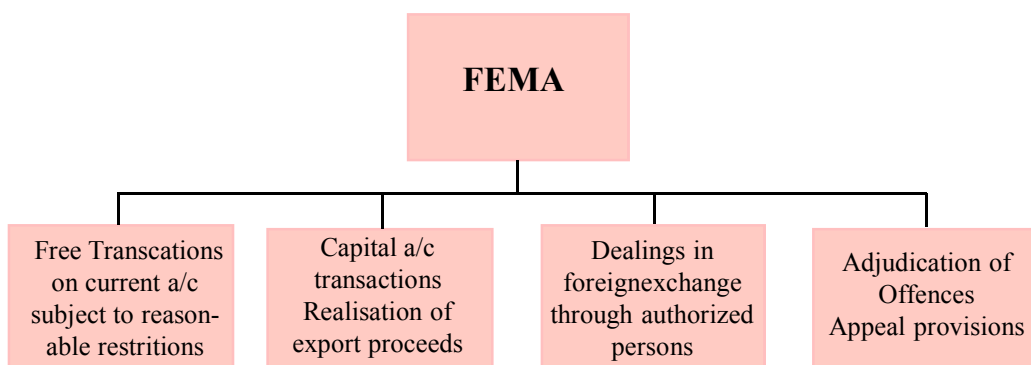 FEMA
Free Transcations
on current a/c
subject to reason-
able restritions
Capital a/c
transactions
Realisation of
export proceeds
Dealings in
foreignexchange
through authorized
persons
Adjudication of
Offences
Appeal provisions